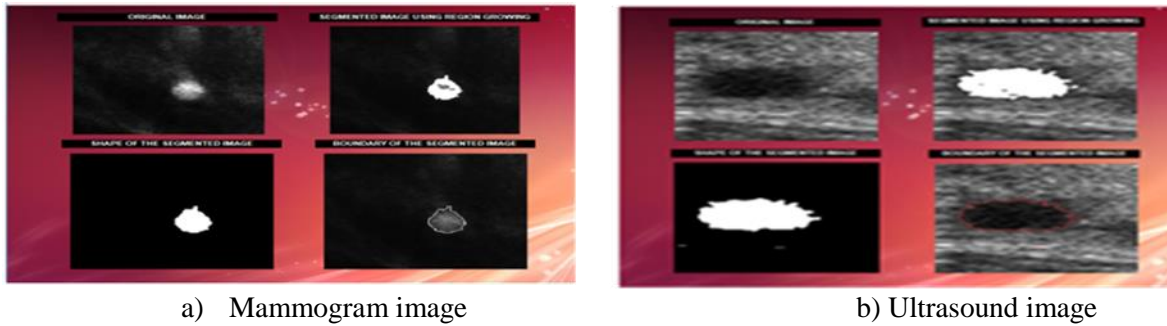 ORIGINAL IMAGE
SEGMENTED IMAGE USING REGION GROWING
SHAPE OF THE SEGMENTED IMAGE
BOUNDARY OF THE SEGMENTED IMAGE
a) Mammogram image
ORIGINAL IMAGE
SEGMENTED IMAGE USING REGION GROWING
SHAPE OF THE SEGMENTED IMAGE
BOUNDARY OF THE SEGMENTED IMAGE
b) Ultrasound image